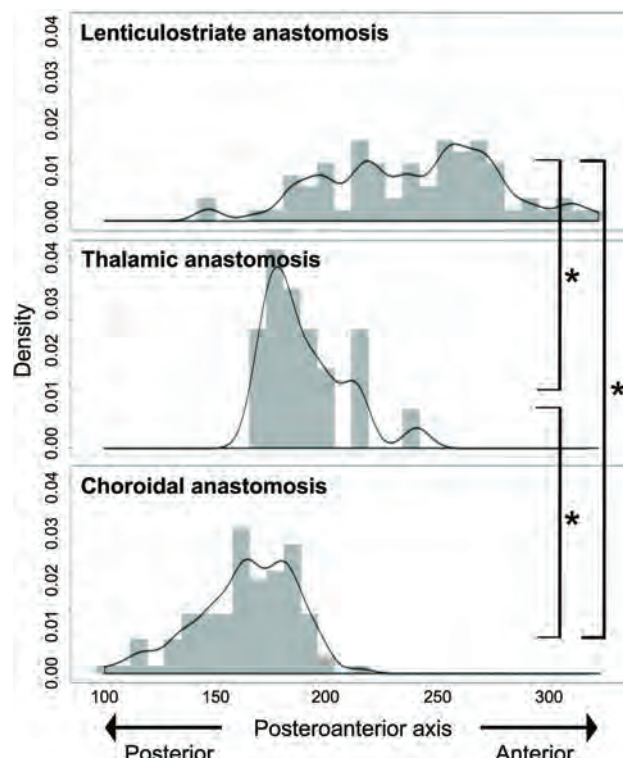 Lenticulostriate anastomosis
0.04
0.03
0.02
0.01
0.00
*
Thalamic anastomosis
0.04
0.03
0.02
0.01
0.00
Density
*
Choroidal anastomosis
0.04
0.03
0.02
0.01
0.00
*
100 150 200 250 300
Posteroanterior axis
Posterior Anterior